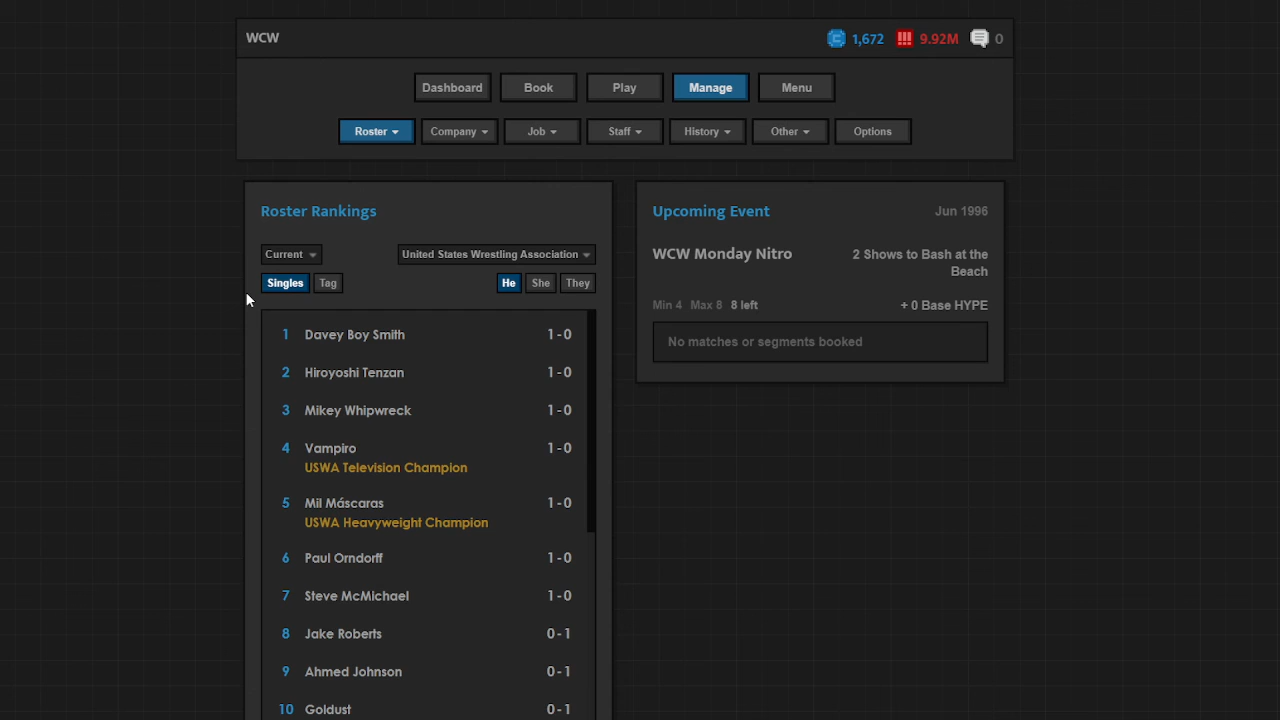 WCW
1,672 9.92M 0
Dashboard Book Play Manage Menu
Roster Company Job Staff History Other Options
Roster Rankings
Current United States Wrestling Association
Singles Tag He She They
1 Davey Boy Smith 1-0
2 Hiroyoshi Tenzan 1-0
3 Mikey Whipwreck 1-0
4 Vampiro 1-0
USWA Television Champion
5 Mil Máscaras 1-0
USWA Heavyweight Champion
6 Paul Orndorff 1-0
7 Steve McMichael 1-0
8 Jake Roberts 0-1
9 Ahmed Johnson 0-1
10 Goldust 0-1
Upcoming Event Jun 1996
WCW Monday Nitro 2 Shows to Bash at the
Beach
Min 4 Max 8 8 left + 0 Base HYPE
No matches or segments booked